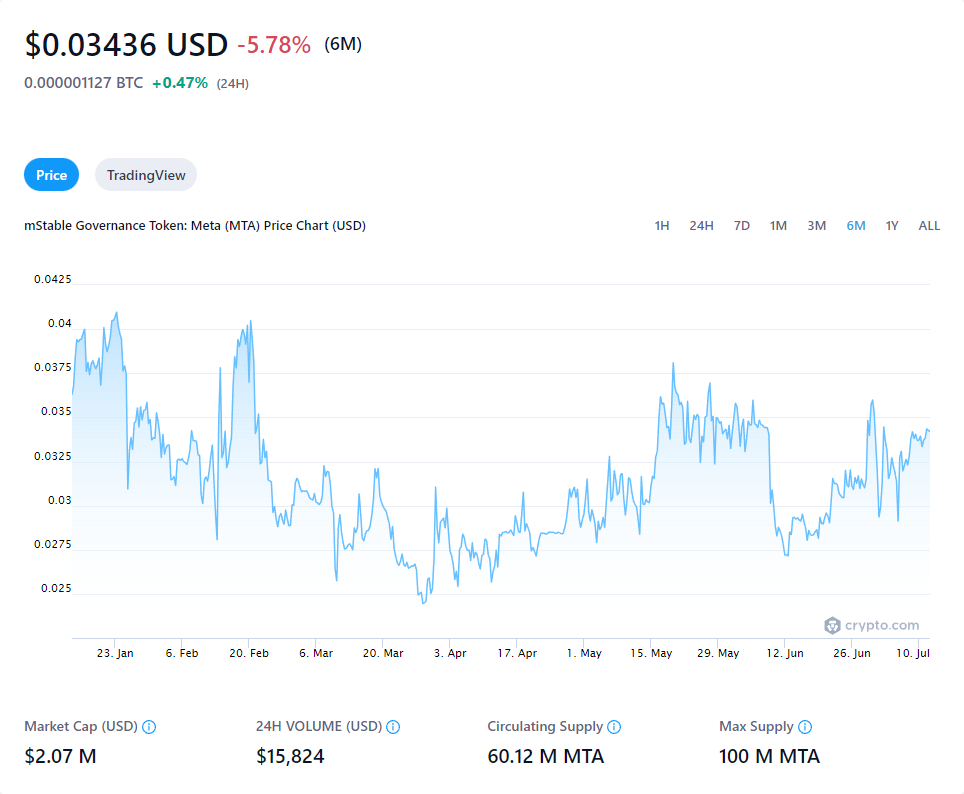 $0.03436 USD -5.78% (6M)
0.000001127 BTC +0.47% (24H)
Price TradingView
mStable Governance Token: Meta (MTA) Price Chart (USD) 1H 24H 7D 1M 3M 6M 1Y ALL
0.0425
0.04
0.0375
0.035
0.0325
0.03
0.0275
0.025
crypto.com
23. Jan 6. Feb 20. Feb 6. Mar 20. Mar 3. Apr 17. Apr 1. May 15. May 29. May 12. Jun 26. Jun 10. Jul
Market Cap (USD) 24H VOLUME (USD) Circulating Supply Max Supply
$2.07 M $15,824 60.12 M MTA 100 M MTA